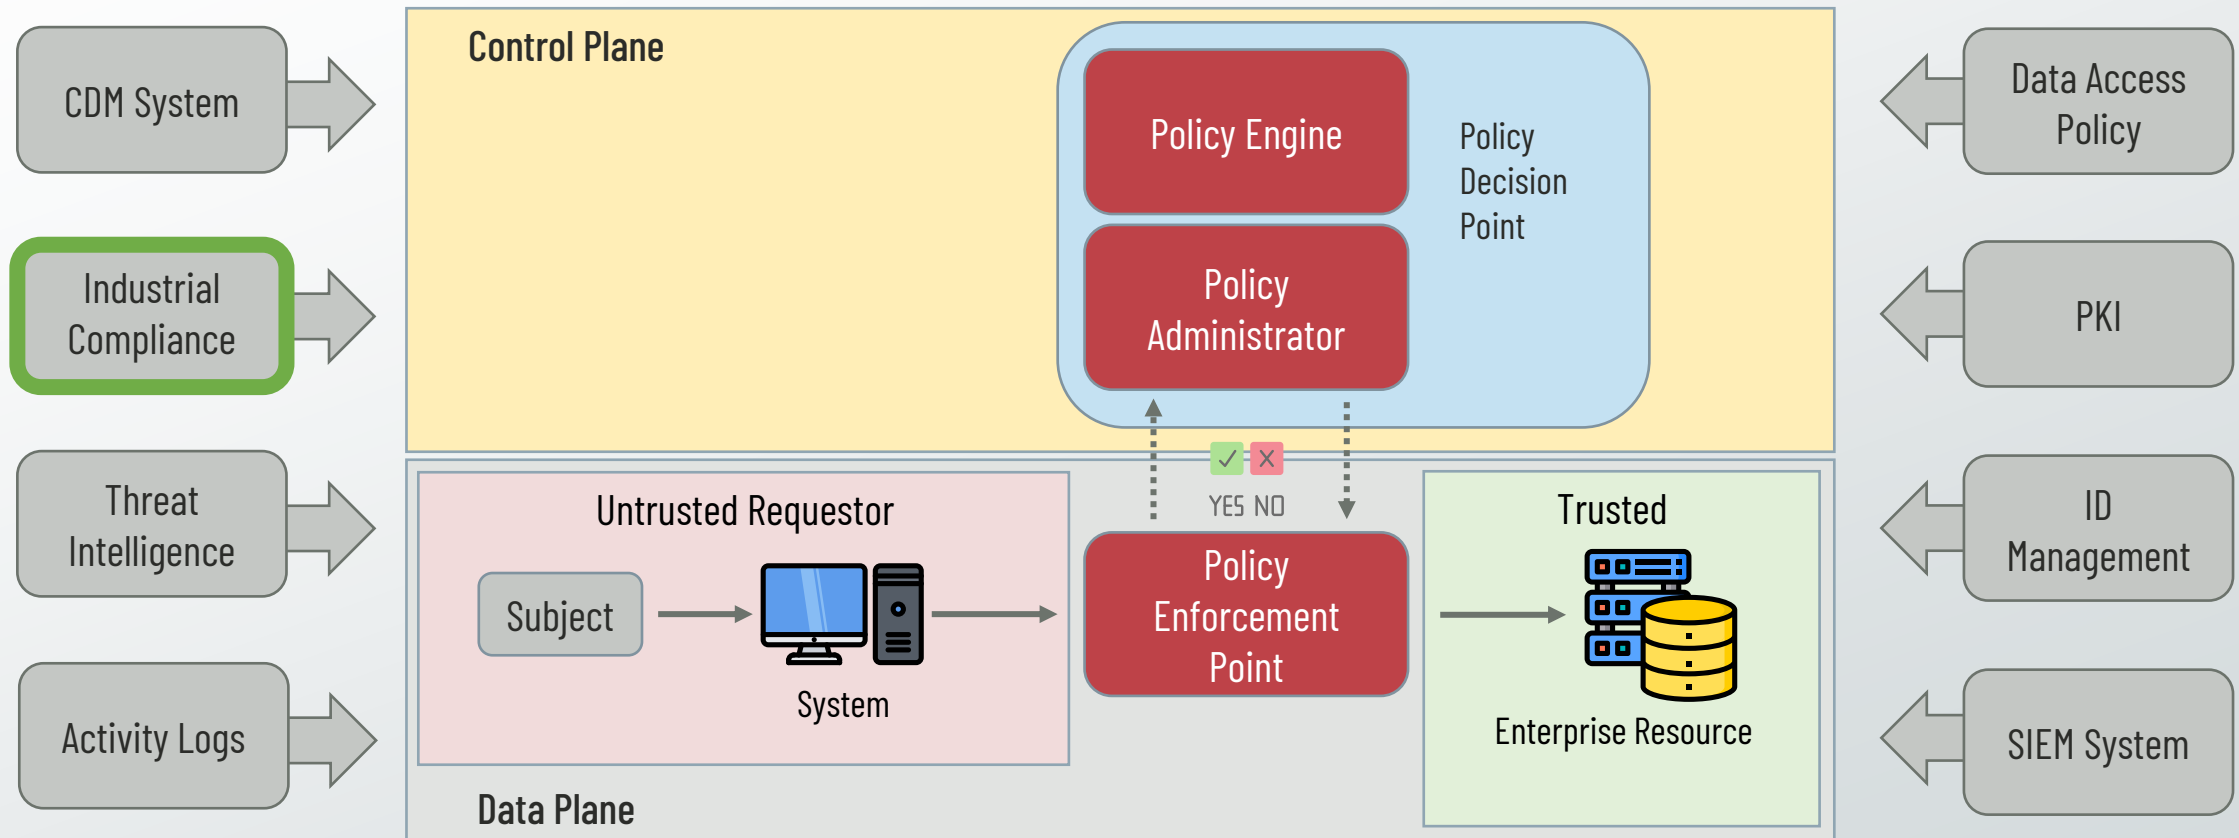 CDM System
Industrial
Compliance
Threat
Intelligence
Activity Logs
Control Plane
Policy Engine
Policy
Administrator
Policy
Decision
Point
YES NO
Untrusted Requestor
Subject
System
Policy
Enforcement
Point
Trusted
Enterprise Resource
Data Plane
Data Access
Policy
PKI
ID
Management
SIEM System